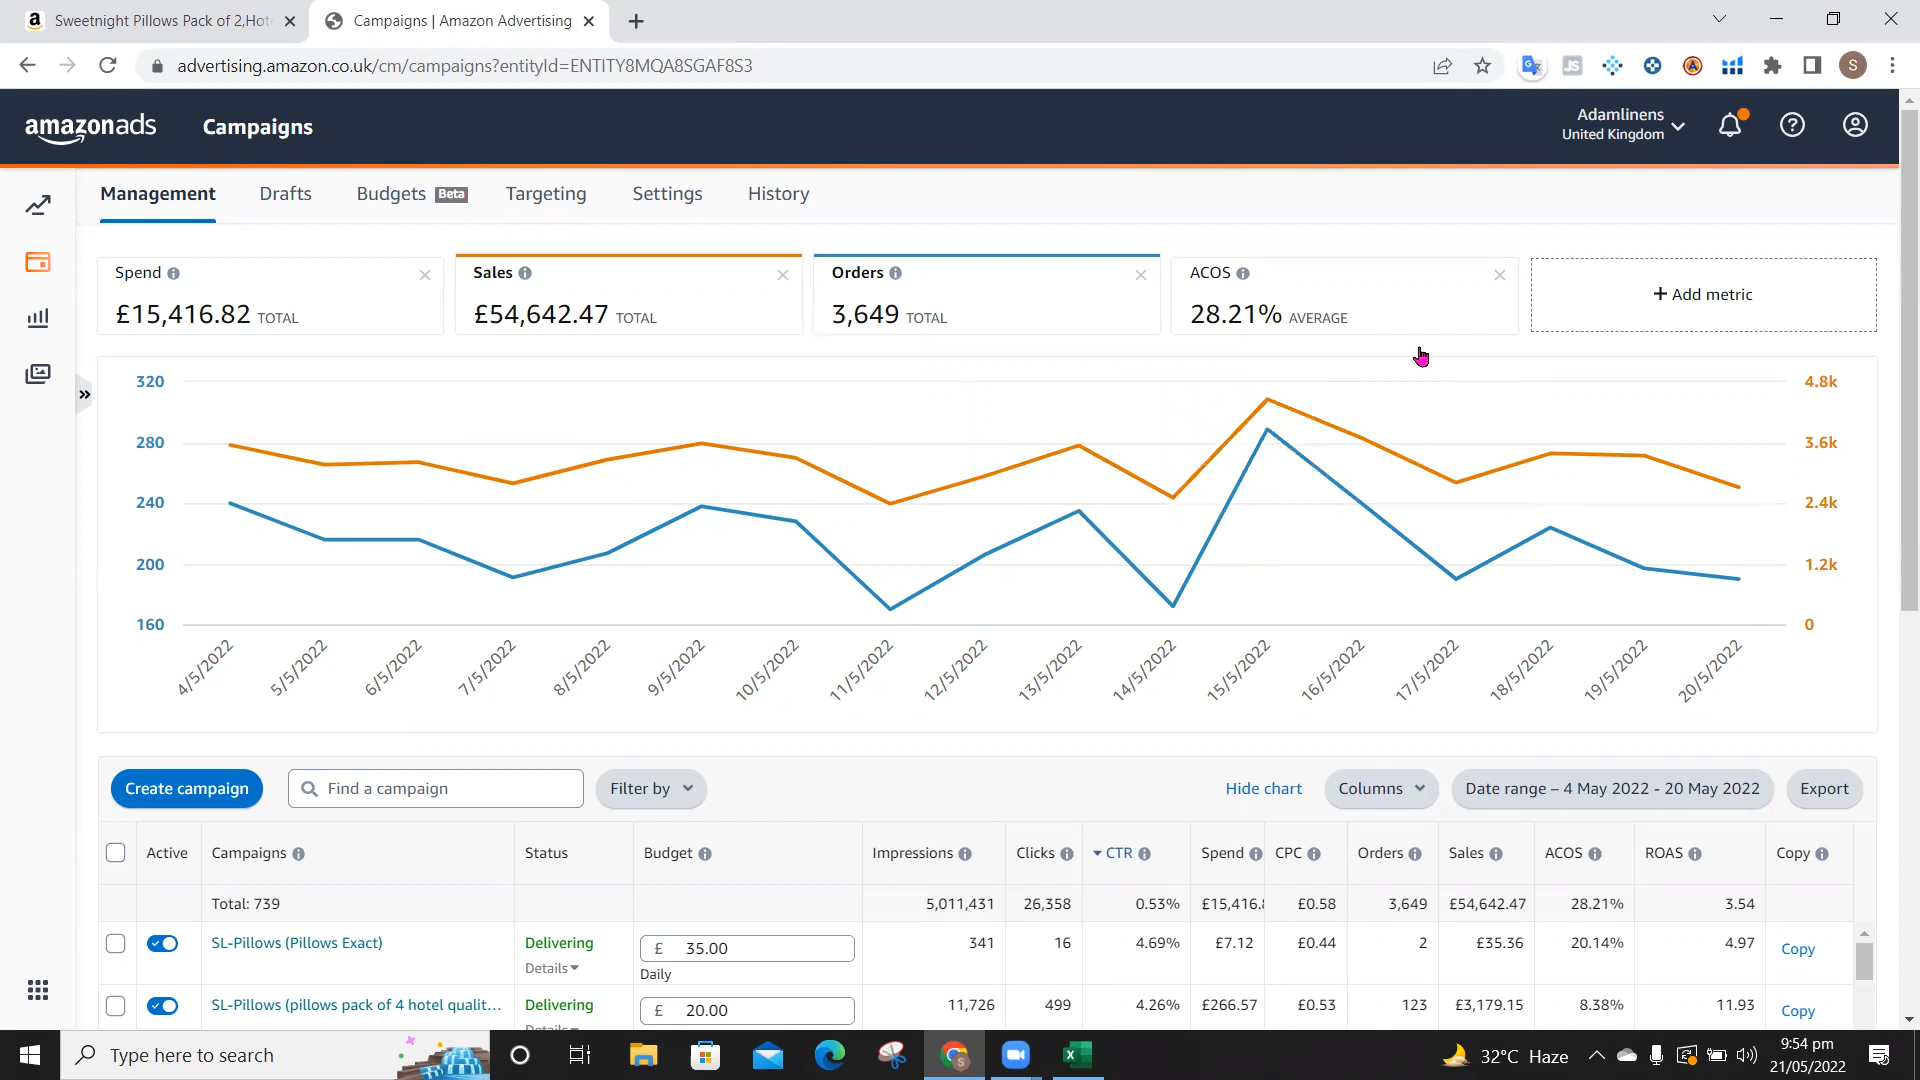 Sweetnight Pillows Pack of 2,Hote
Campaigns | Amazon Advertising
advertising.amazon.co.uk/cm/campaigns?entityId=ENTITY8MQA8SGAF8S3
JS
S
amazonads
Campaigns
Adamlinens
United Kingdom
Management
Drafts
Budgets Beta
Targeting
Settings
History
Spend
£15,416.82 TOTAL
Sales
£54,642.47 TOTAL
Orders
3,649 TOTAL
ACOS
28.21% AVERAGE
+ Add metric
320
280
240
200
160
4.8k
3.6k
2.4k
1.2k
0
4/5/2022
5/5/2022
6/5/2022
7/5/2022
8/5/2022
9/5/2022
10/5/2022
11/5/2022
12/5/2022
13/5/2022
14/5/2022
15/5/2022
16/5/2022
17/5/2022
18/5/2022
19/5/2022
20/5/2022
Create campaign
Find a campaign
Filter by
Hide chart
Columns
Date range – 4 May 2022 - 20 May 2022
Export
Active Campaigns Status Budget Impressions Clicks CTR Spend CPC Orders Sales ACOS ROAS Copy
Total: 739 5,011,431 26,358 0.53% £15,416.8 £0.58 3,649 £54,642.47 28.21% 3.54
SL-Pillows (Pillows Exact) Delivering £ 35.00 341 16 4.69% £7.12 £0.44 2 £35.36 20.14% 4.97 Copy
Details Daily
SL-Pillows (pillows pack of 4 hotel qualit... Delivering £ 20.00 11,726 499 4.26% £266.57 £0.53 123 £3,179.15 8.38% 11.93 Copy
Details
Type here to search
32°C Haze
9:54 pm
21/05/2022